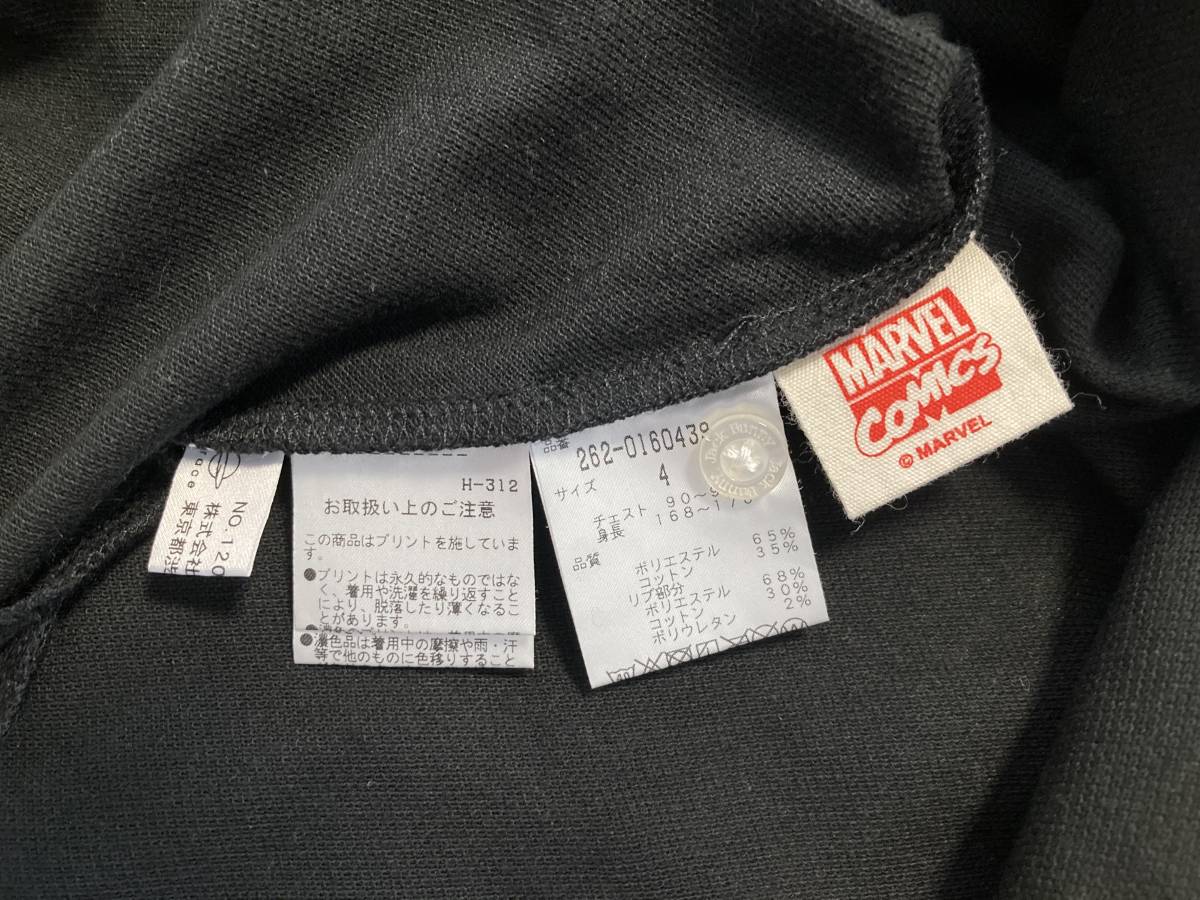 ace
NO.120
株式会社
東京都渋
H-312
お取扱い上のご注意
この商品はプリントを施していま
す。
●プリントは永久的なものではな
く、着用や洗濯を繰り返すこと
により、脱落したり薄くなるこ
とがあります。
●濃色品は着用中の摩擦や雨・汗
等で他のものに色移りすること
品番
262-0160438
サイズ 4
チェスト 90~9
身長 168~17
品質
ポリエステル 65%
コットン 35%
リブ部分
ポリエステル 68%
コットン 30%
ポリウレタン 2%
40
Jack Bunny
Jack Bunny
MARVEL
COMICS
© MARVEL